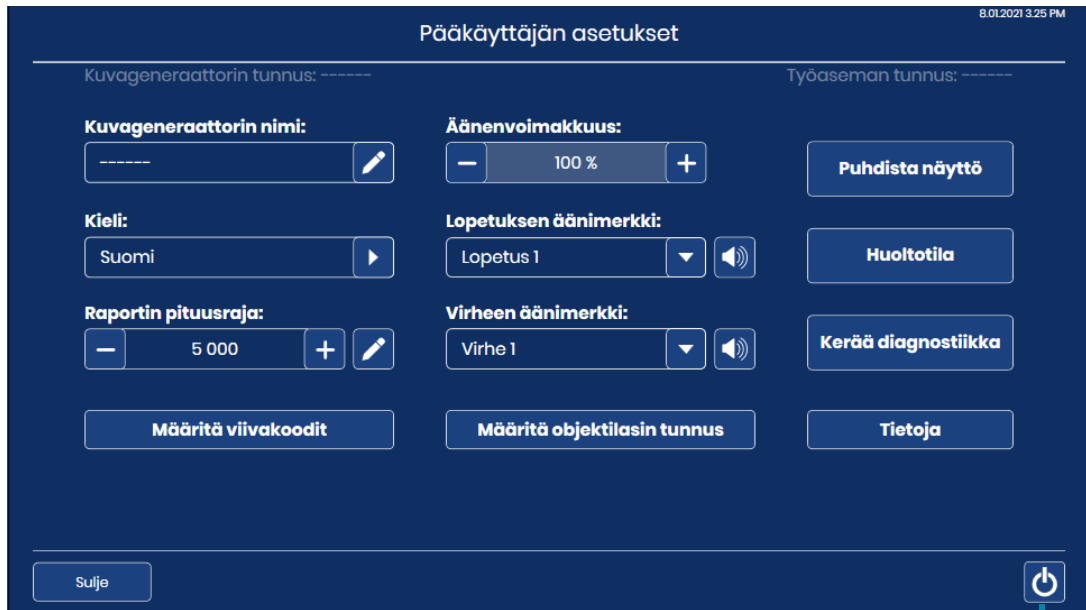 8.01.2021 3.25 PM
Pääkäyttäjän asetukset
Kuvageneraattorin tunnus: ------
Työaseman tunnus: ------
Kuvageneraattorin nimi:
------
Äänenvoimakkuus:
100 %
Puhdista näyttö
Kieli:
Suomi
Lopetuksen äänimerkki:
Lopetus 1
Huoltotila
Raportin pituusraja:
5 000
Virheen äänimerkki:
Virhe 1
Kerää diagnostiikka
Määritä viivakoodit
Määritä objektilasin tunnus
Tietoja
Sulje